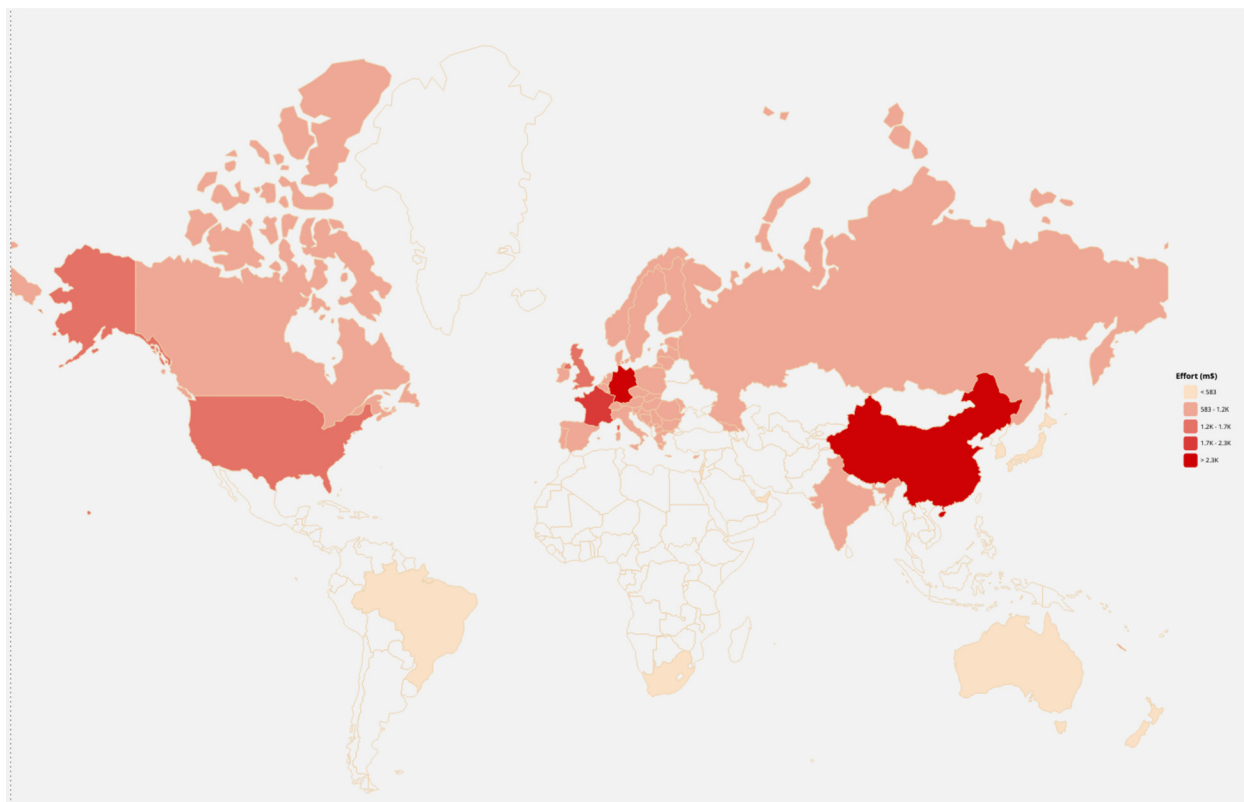 Effort (m$)
< 583
583 - 1.2K
1.2K - 1.7K
1.7K - 2.3K
> 2.3K